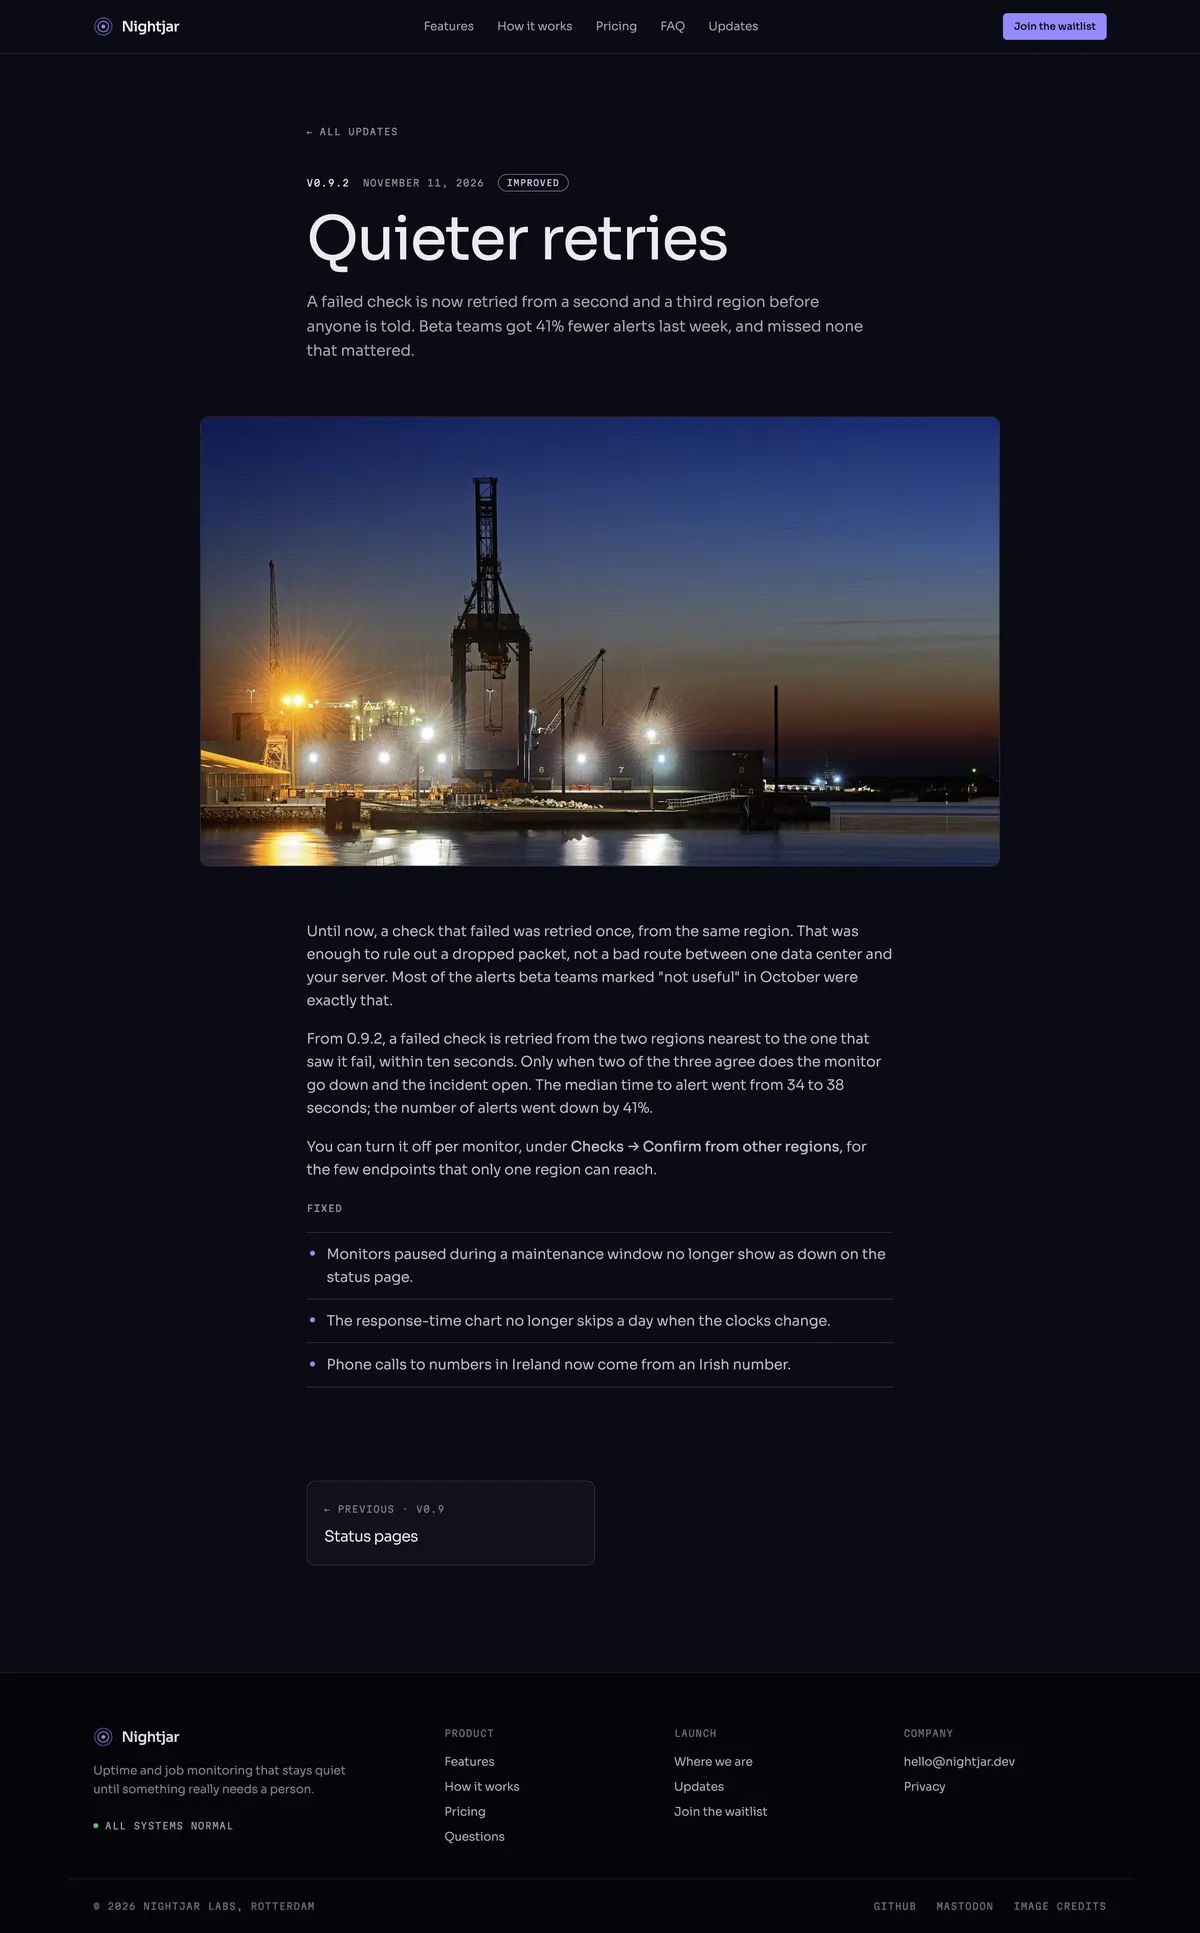 Nightjar
Features
How it works
Pricing
FAQ
Updates
Join the waitlist
← ALL UPDATES
V0.9.2 NOVEMBER 11, 2026 IMPROVED
Quieter retries
A failed check is now retried from a second and a third region before
anyone is told. Beta teams got 41% fewer alerts last week, and missed none
that mattered.
5
6
7
8
Until now, a check that failed was retried once, from the same region. That was
enough to rule out a dropped packet, not a bad route between one data center and
your server. Most of the alerts beta teams marked "not useful" in October were
exactly that.
From 0.9.2, a failed check is retried from the two regions nearest to the one that
saw it fail, within ten seconds. Only when two of the three agree does the monitor
go down and the incident open. The median time to alert went from 34 to 38
seconds; the number of alerts went down by 41%.
You can turn it off per monitor, under Checks → Confirm from other regions, for
the few endpoints that only one region can reach.
FIXED
Monitors paused during a maintenance window no longer show as down on the
status page.
The response-time chart no longer skips a day when the clocks change.
Phone calls to numbers in Ireland now come from an Irish number.
← PREVIOUS · V0.9
Status pages
Nightjar
Uptime and job monitoring that stays quiet
until something really needs a person.
ALL SYSTEMS NORMAL
PRODUCT
Features
How it works
Pricing
Questions
LAUNCH
Where we are
Updates
Join the waitlist
COMPANY
hello@nightjar.dev
Privacy
© 2026 NIGHTJAR LABS, ROTTERDAM
GITHUB
MASTODON
IMAGE CREDITS